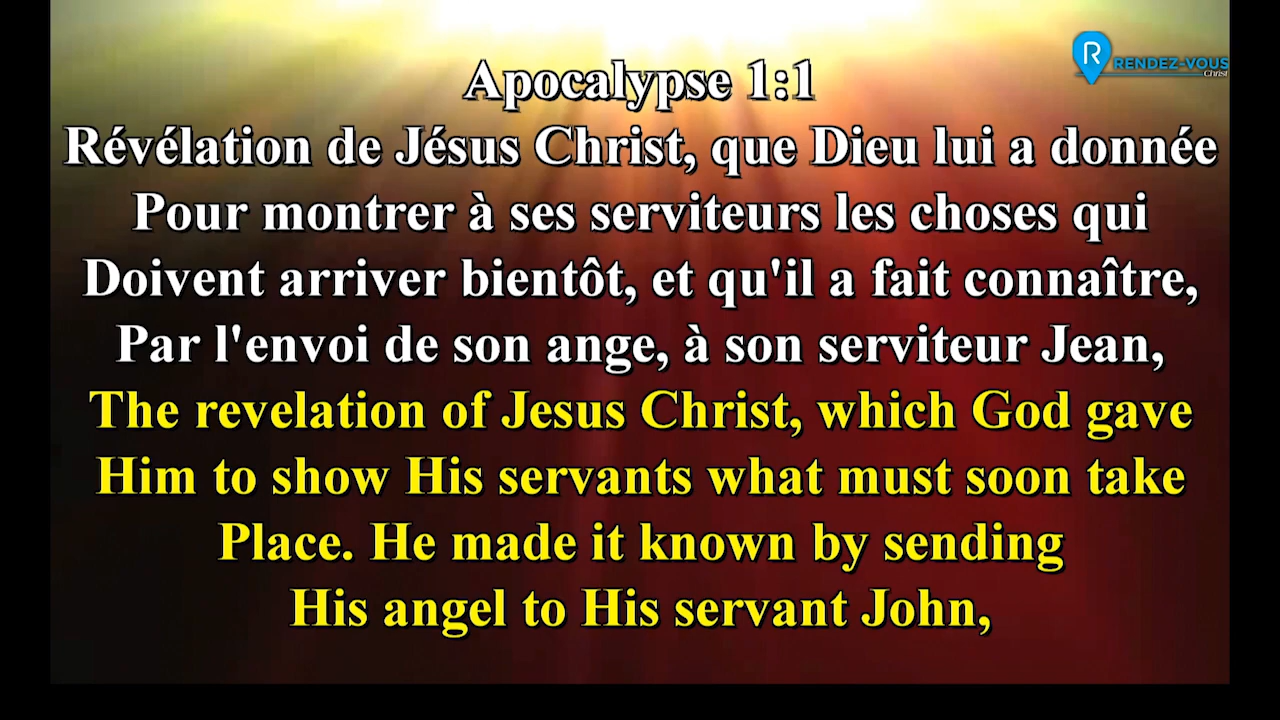 R RENDEZ-VOUS
Christ
Apocalypse 1:1
Révélation de Jésus Christ, que Dieu lui a donnée
Pour montrer à ses serviteurs les choses qui
Doivent arriver bientôt, et qu'il a fait connaître,
Par l'envoi de son ange, à son serviteur Jean,
The revelation of Jesus Christ, which God gave
Him to show His servants what must soon take
Place. He made it known by sending
His angel to His servant John,